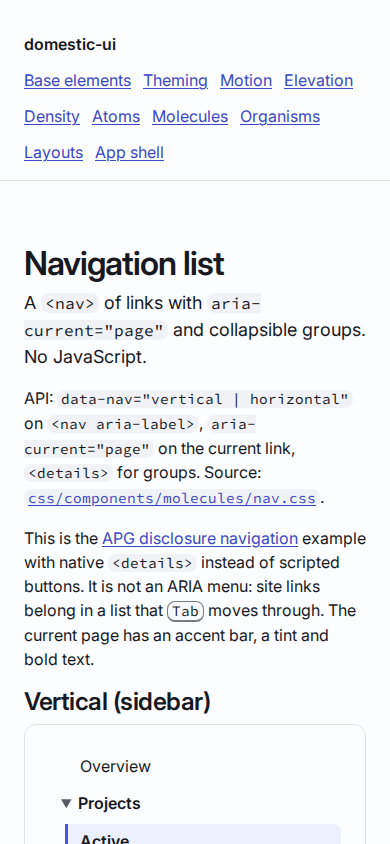 domestic-ui
Base elements Theming Motion Elevation
Density Atoms Molecules Organisms
Layouts App shell
Navigation list
A <nav> of links with aria-
current="page" and collapsible groups.
No JavaScript.
API: data-nav="vertical | horizontal"
on <nav aria-label>, aria-
current="page" on the current link,
<details> for groups. Source:
css/components/molecules/nav.css.
This is the APG disclosure navigation example
with native <details> instead of scripted
buttons. It is not an ARIA menu: site links
belong in a list that Tab moves through. The
current page has an accent bar, a tint and
bold text.
Vertical (sidebar)
Overview
▼ Projects
Active